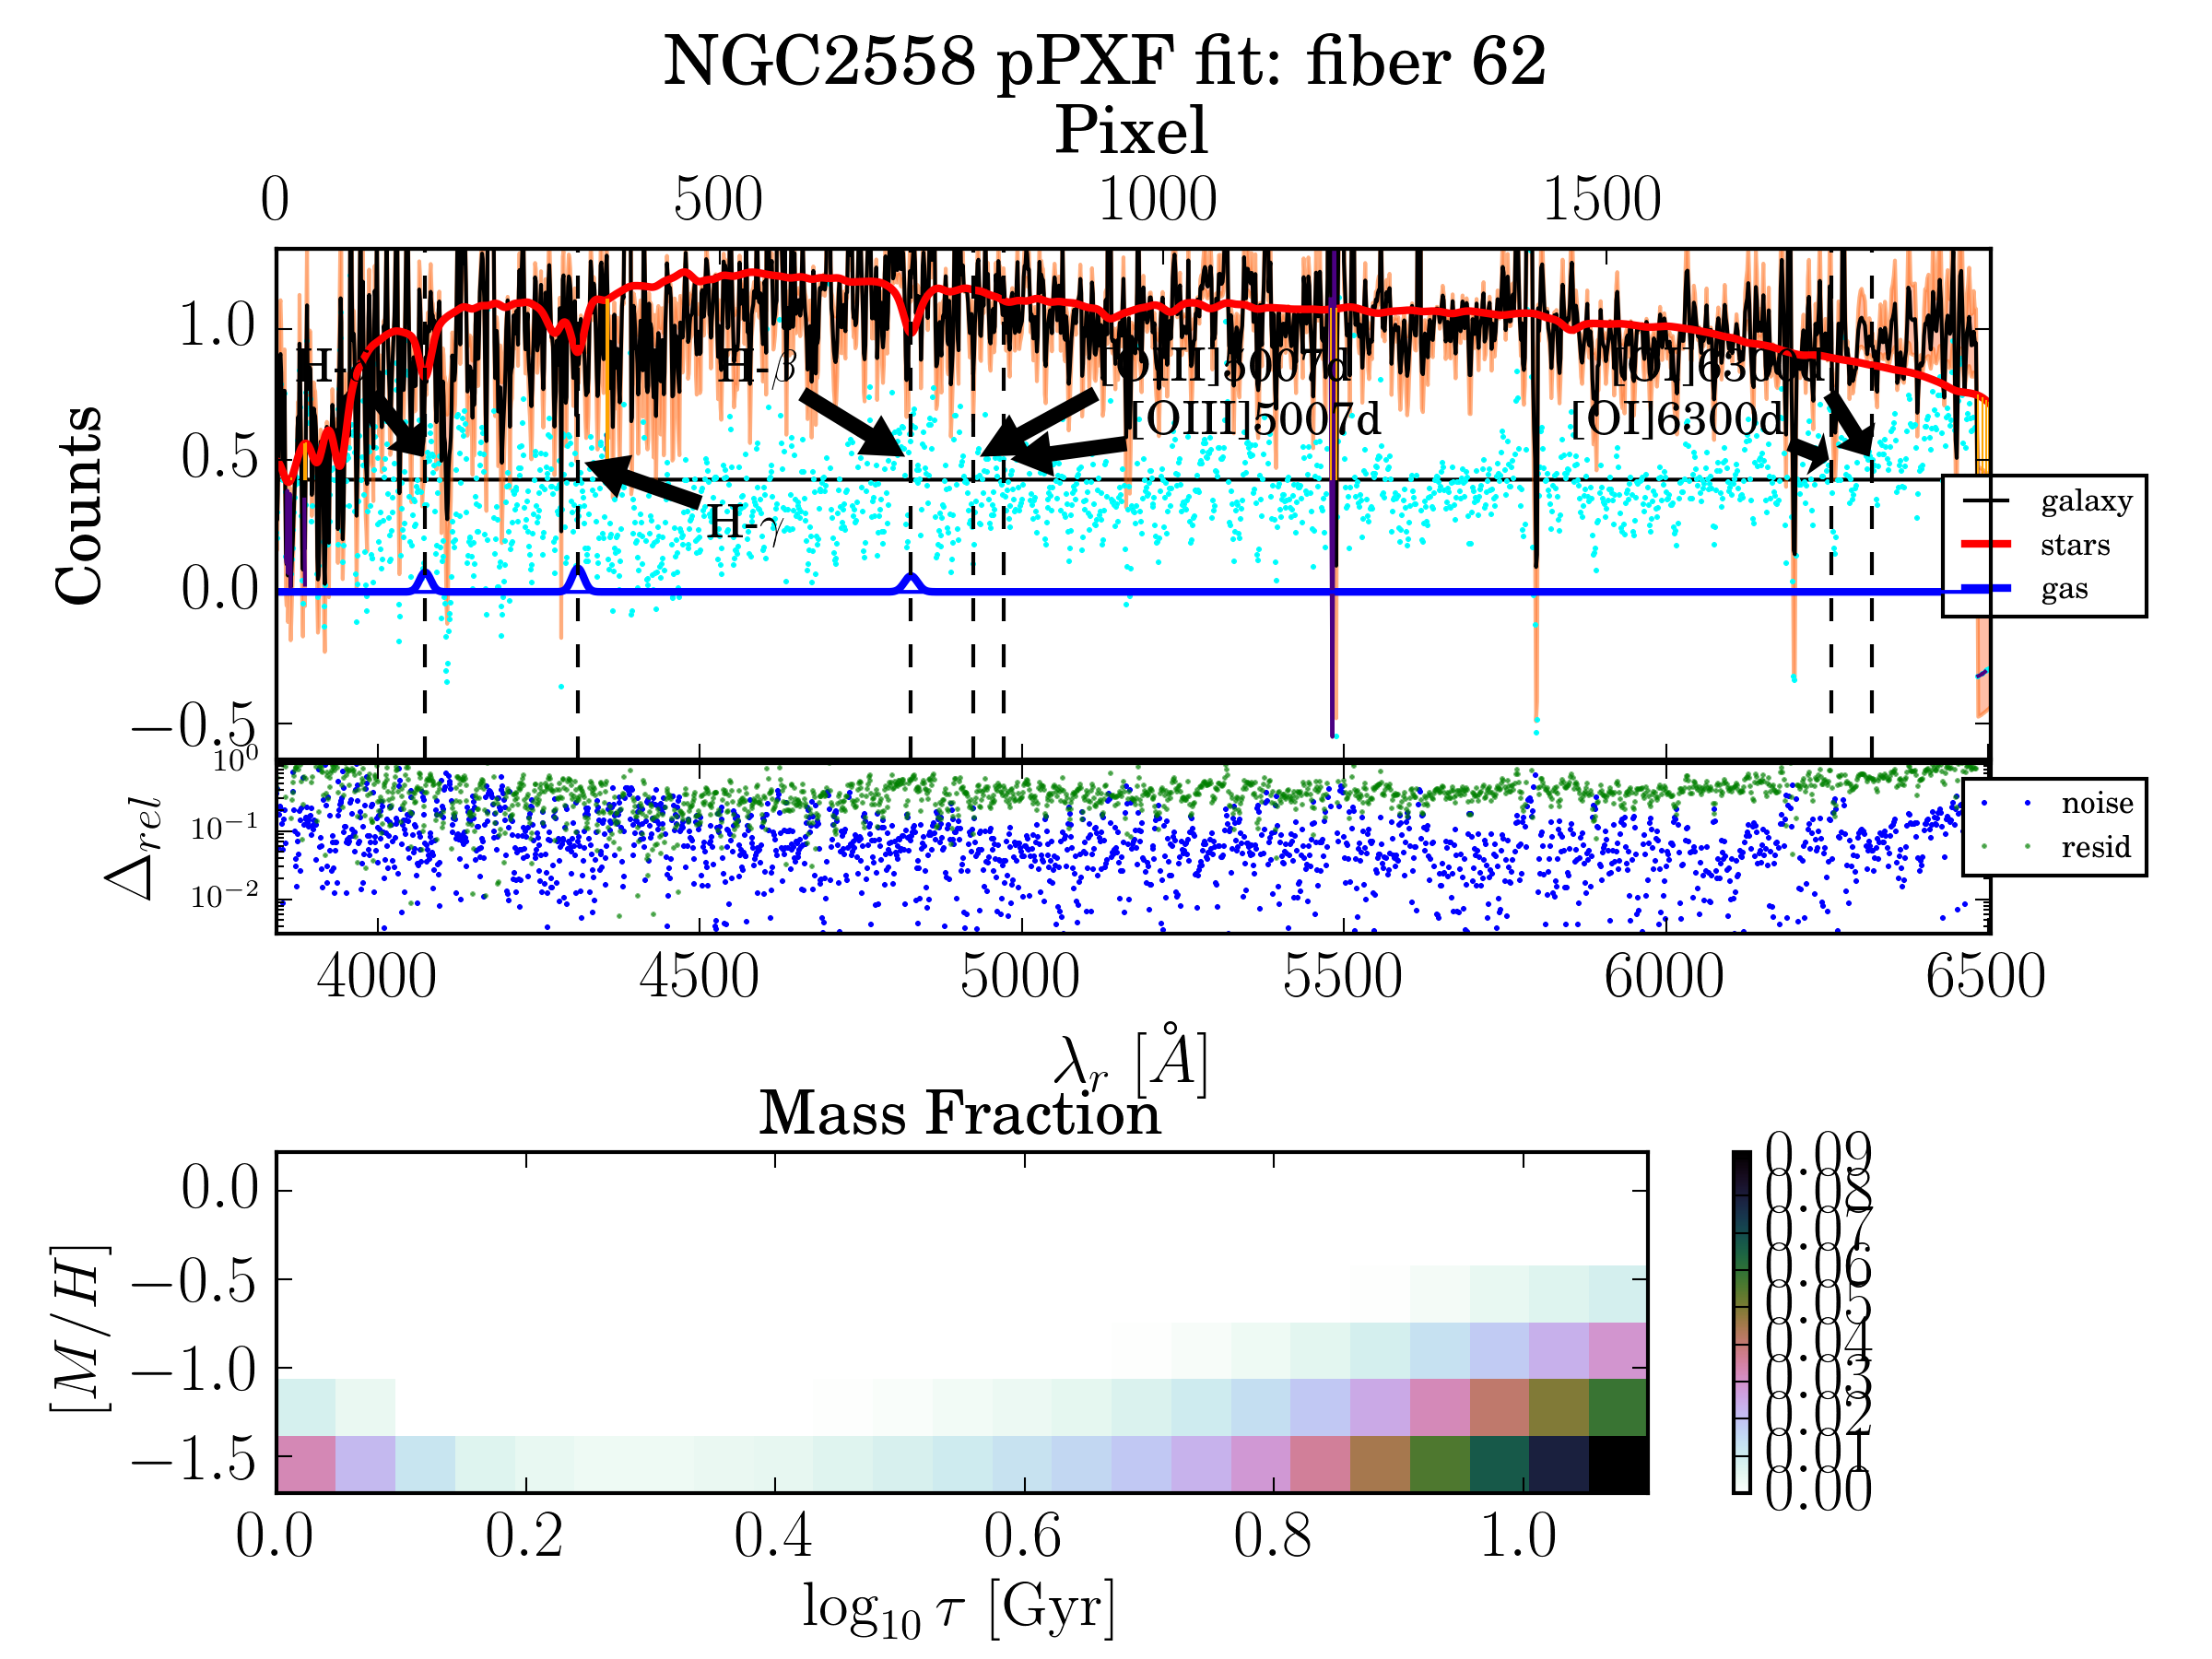 NGC2558 pPXF fit: fiber 62
Pixel
0 500 1000 1500
Counts
1.0
0.5
0.0
−0.5
H-
H-β
[OIII]5007d
[OI]6300d
[OIII]5007d
[OI]6300d
H-γ
galaxy
stars
gas
Δrel
10⁰
10⁻¹
10⁻²
noise
resid
4000 4500 5000 5500 6000 6500
λr [Å]
Mass Fraction
[M/H]
0.0
−0.5
−1.0
−1.5
0.0 0.2 0.4 0.6 0.8 1.0
log₁₀ τ [Gyr]
0.09
0.08
0.07
0.06
0.05
0.04
0.03
0.02
0.01
0.00